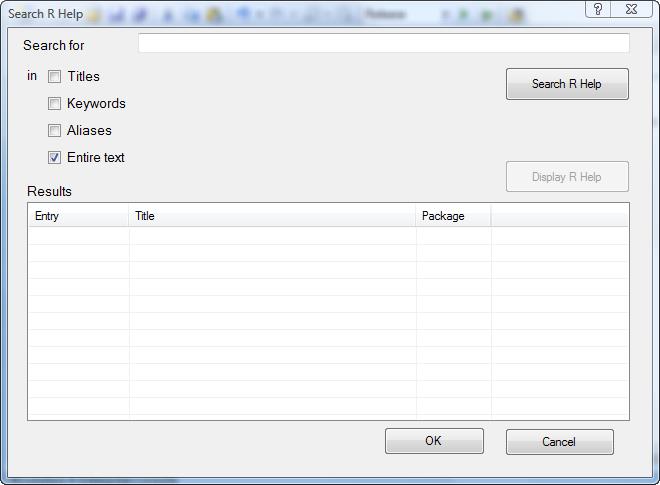 Search R Help
Search for
in Titles
Search R Help
Keywords
Aliases
Entire text
Display R Help
Results
Entry Title Package
OK Cancel